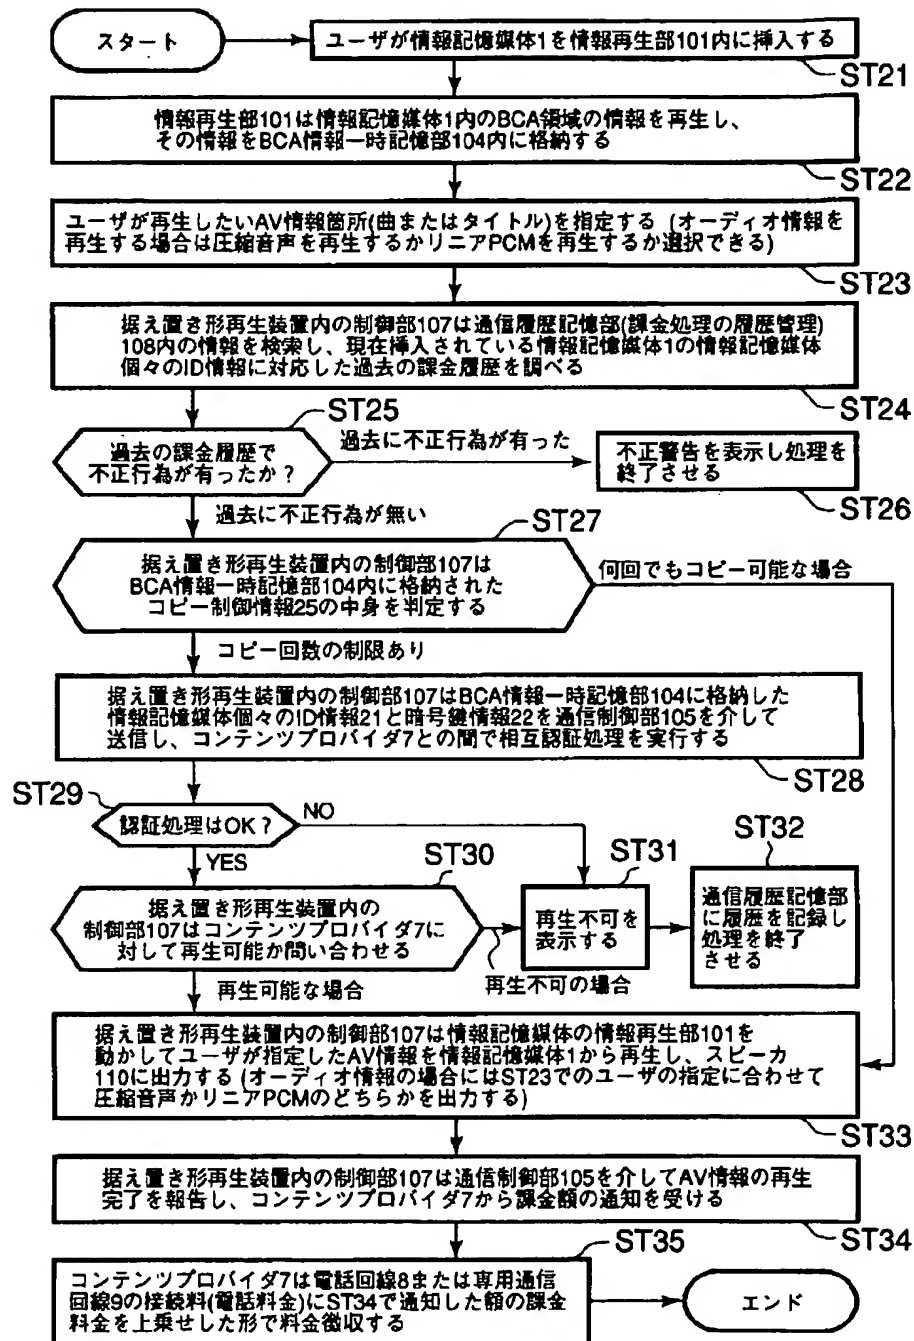 スタート
ユーザが情報記憶媒体1を情報再生部101内に挿入する
ST21
情報再生部101は情報記憶媒体1内のBCA領域の情報を再生し、
その情報をBCA情報一時記憶部104内に格納する
ST22
ユーザが再生したいAV情報箇所(曲またはタイトル)を指定する (オーディオ情報を
再生する場合は圧縮音声を再生するかリニアPCMを再生するか選択できる)
ST23
据え置き形再生装置内の制御部107は通信履歴記憶部(課金処理の履歴管理)
108内の情報を検索し、現在挿入されている情報記憶媒体1の情報記憶媒体
個々のID情報に対応した過去の課金履歴を調べる
ST24
ST25
過去の課金履歴で
不正行為が有ったか？
過去に不正行為が有った
不正警告を表示し処理を
終了させる
ST26
過去に不正行為が無い
ST27
据え置き形再生装置内の制御部107は
BCA情報一時記憶部104内に格納された
コピー制御情報25の中身を判定する
何回でもコピー可能な場合
コピー回数の制限あり
据え置き形再生装置内の制御部107はBCA情報一時記憶部104に格納した
情報記憶媒体個々のID情報21と暗号鍵情報22を通信制御部105を介して
送信し、コンテンツプロバイダ7との間で相互認証処理を実行する
ST28
ST29
認証処理はOK？
NO
YES
ST30
据え置き形再生装置内の
制御部107はコンテンツプロバイダ7に
対して再生可能か問い合わせる
ST31
再生不可を
表示する
ST32
通信履歴記憶部
に履歴を記録し
処理を終了
させる
再生不可の場合
再生可能な場合
据え置き形再生装置内の制御部107は情報記憶媒体の情報再生部101を
動かしてユーザが指定したAV情報を情報記憶媒体1から再生し、スピーカ
110に出力する (オーディオ情報の場合にはST23でのユーザの指定に合わせて
圧縮音声かリニアPCMのどちらかを出力する)
ST33
据え置き形再生装置内の制御部107は通信制御部105を介してAV情報の再生
完了を報告し、コンテンツプロバイダ7から課金額の通知を受ける
ST34
ST35
コンテンツプロバイダ7は電話回線8または専用通信
回線9の接続料(電話料金)にST34で通知した額の課金
料金を上乗せした形で料金徴収する
エンド